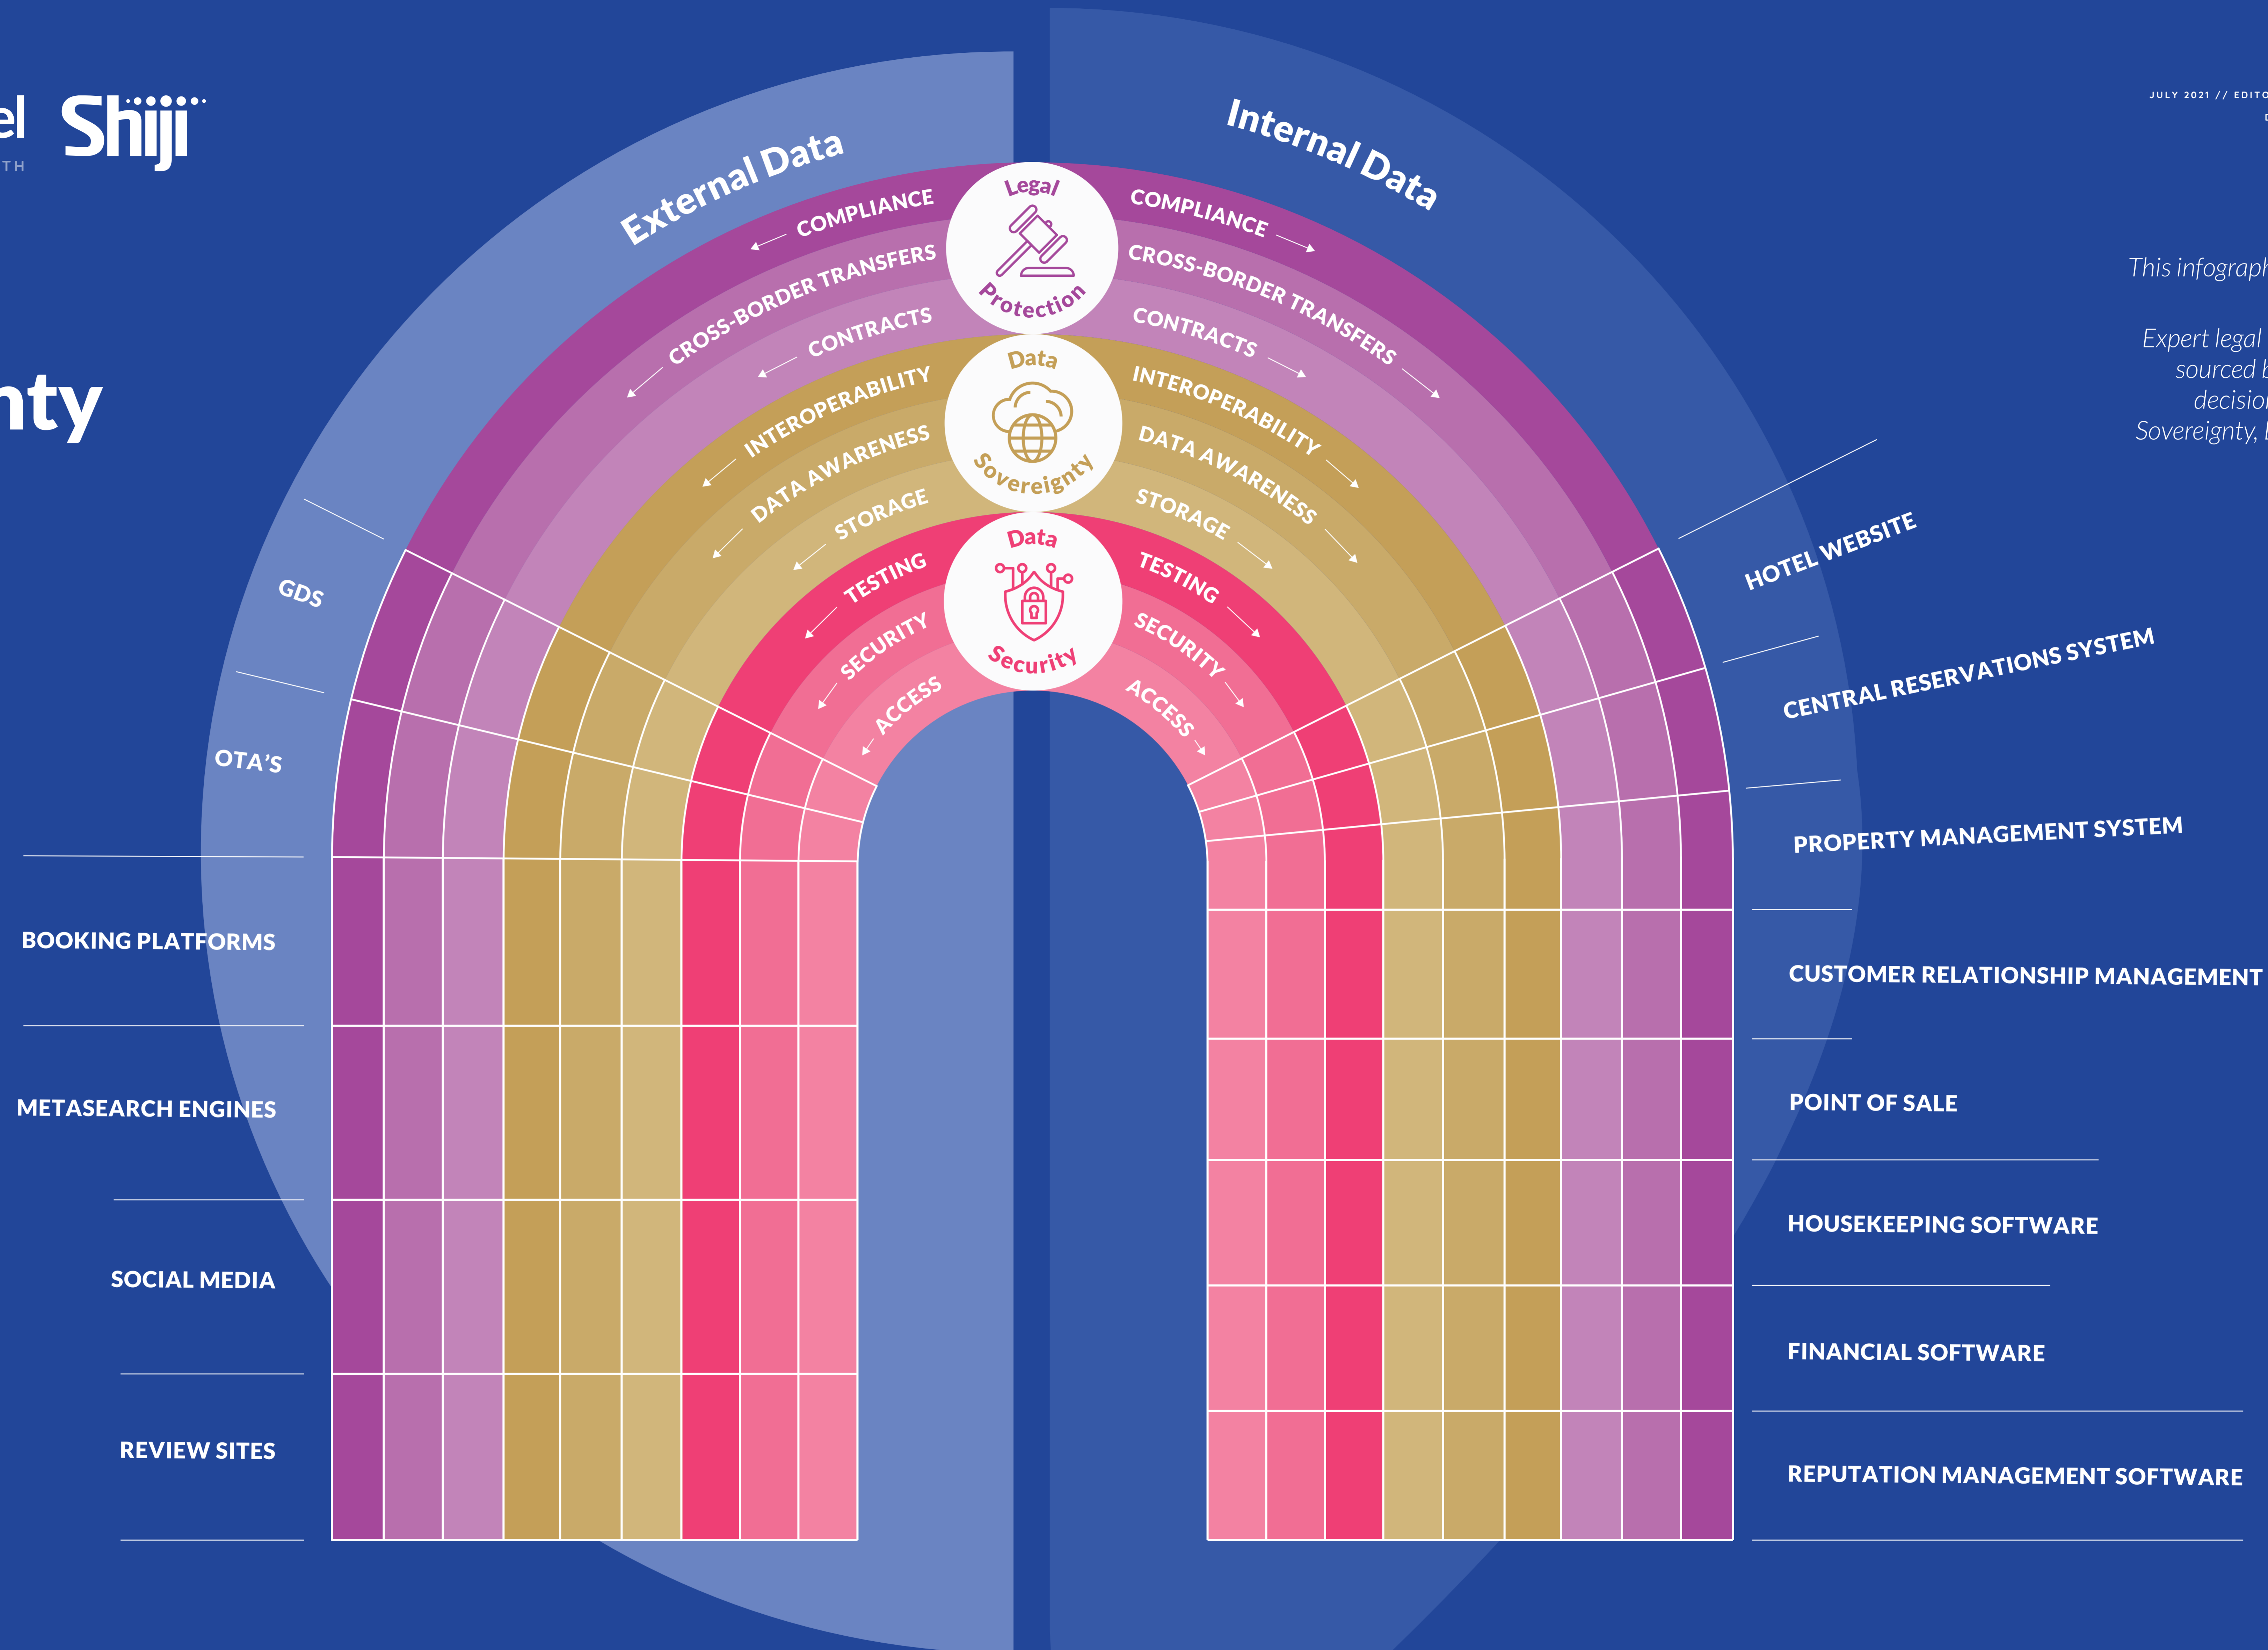 el Shiji
TH
JULY 2021 // EDITO
D
nty
This infograph
Expert legal
sourced b
decision
Sovereignty,
External Data
Internal Data
Legal
Protection
COMPLIANCE
CROSS-BORDER TRANSFERS
CONTRACTS
COMPLIANCE
CROSS-BORDER TRANSFERS
CONTRACTS
Data
Sovereignty
INTEROPERABILITY
DATA AWARENESS
STORAGE
INTEROPERABILITY
DATA AWARENESS
STORAGE
Data
Security
TESTING
SECURITY
ACCESS
TESTING
SECURITY
ACCESS
GDS
OTA'S
BOOKING PLATFORMS
METASEARCH ENGINES
SOCIAL MEDIA
REVIEW SITES
HOTEL WEBSITE
CENTRAL RESERVATIONS SYSTEM
PROPERTY MANAGEMENT SYSTEM
CUSTOMER RELATIONSHIP MANAGEMENT
POINT OF SALE
HOUSEKEEPING SOFTWARE
FINANCIAL SOFTWARE
REPUTATION MANAGEMENT SOFTWARE